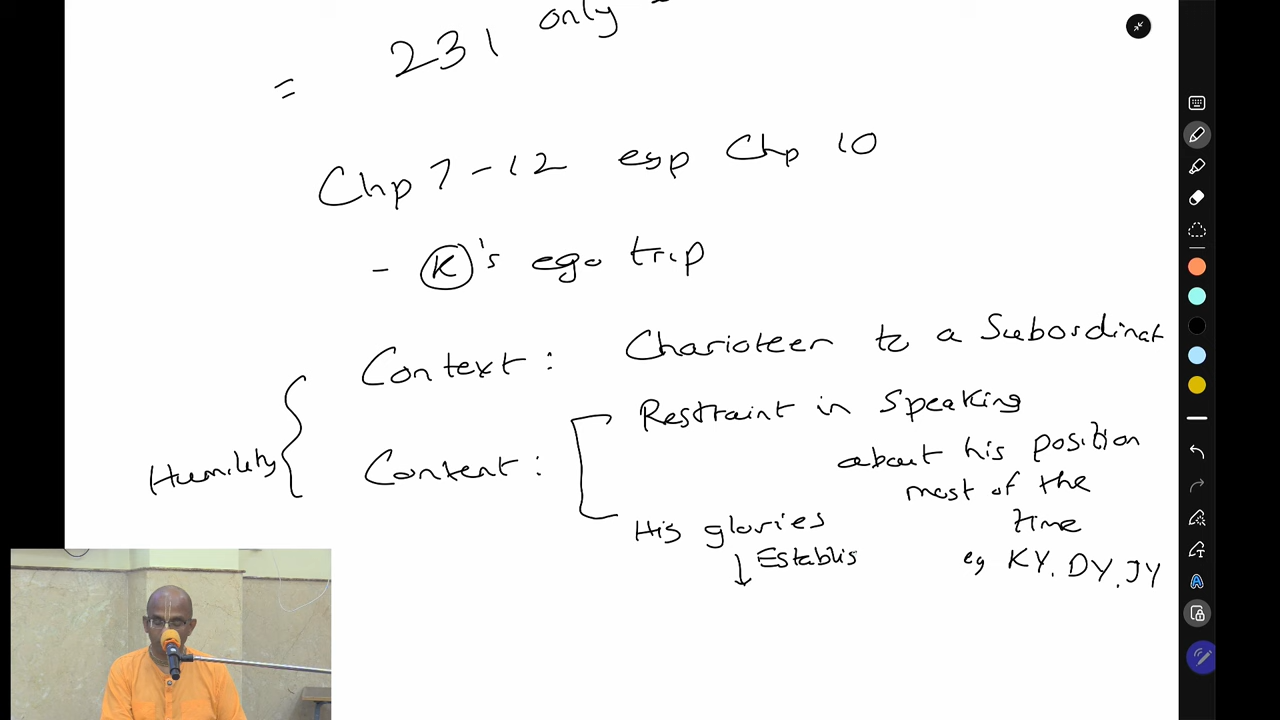 = 231 only
Chp 7-12 esp Chp 10
- K's ego trip
Context: Charioteer to a Subordinat
Humility
Content: Restraint in Speaking
about his position
most of the
time
eg KY, DY, JY
His glories
↓ Establis
A